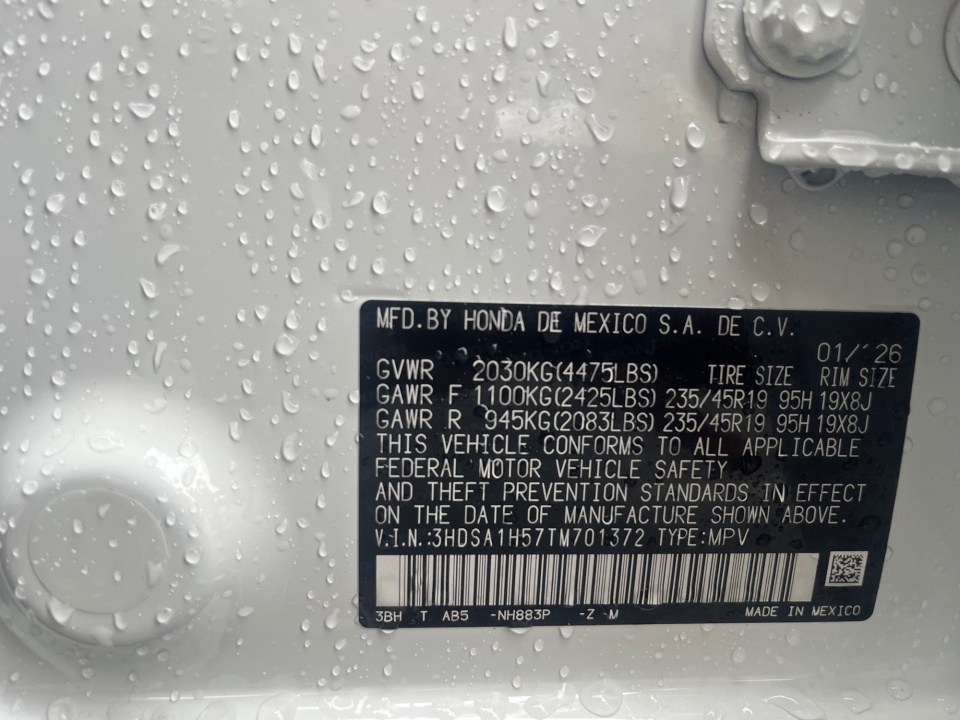 MFD.BY HONDA DE MEXICO S.A. DE C.V.
01/'26
GVWR 2030KG(4475LBS) TIRE SIZE RIM SIZE
GAWR F 1100KG(2425LBS) 235/45R19 95H 19X8J
GAWR R 945KG(2083LBS) 235/45R19 95H 19X8J
THIS VEHICLE CONFORMS TO ALL APPLICABLE
FEDERAL MOTOR VEHICLE SAFETY
AND THEFT PREVENTION STANDARDS IN EFFECT
ON THE DATE OF MANUFACTURE SHOWN ABOVE.
V.I.N.:3HDSA1H57TM701372 TYPE:MPV
3BH T AB5 -NH883P -Z M MADE IN MEXICO